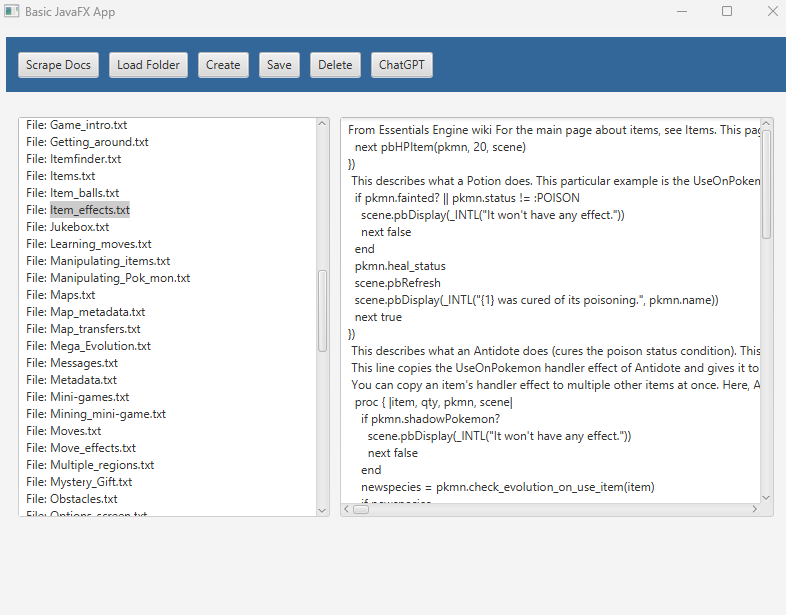 Basic JavaFX App
Scrape Docs Load Folder Create Save Delete ChatGPT
File: Game_intro.txt
File: Getting_around.txt
File: Itemfinder.txt
File: Items.txt
File: Item_balls.txt
File: Item_effects.txt
File: Jukebox.txt
File: Learning_moves.txt
File: Manipulating_items.txt
File: Manipulating_Pok_mon.txt
File: Maps.txt
File: Map_metadata.txt
File: Map_transfers.txt
File: Mega_Evolution.txt
File: Messages.txt
File: Metadata.txt
File: Mini-games.txt
File: Mining_mini-game.txt
File: Moves.txt
File: Move_effects.txt
File: Multiple_regions.txt
File: Mystery_Gift.txt
File: Obstacles.txt
File: Options_screen.txt
From Essentials Engine wiki For the main page about items, see Items. This pag
next pbHPItem(pkmn, 20, scene)
})
This describes what a Potion does. This particular example is the UseOnPokem
if pkmn.fainted? || pkmn.status != :POISON
scene.pbDisplay(_INTL("It won't have any effect."))
next false
end
pkmn.heal_status
scene.pbRefresh
scene.pbDisplay(_INTL("{1} was cured of its poisoning.", pkmn.name))
next true
})
This describes what an Antidote does (cures the poison status condition). This
This line copies the UseOnPokemon handler effect of Antidote and gives it to
You can copy an item's handler effect to multiple other items at once. Here, A
proc { |item, qty, pkmn, scene|
if pkmn.shadowPokemon?
scene.pbDisplay(_INTL("It won't have any effect."))
next false
end
newspecies = pkmn.check_evolution_on_use_item(item)
if newspecies